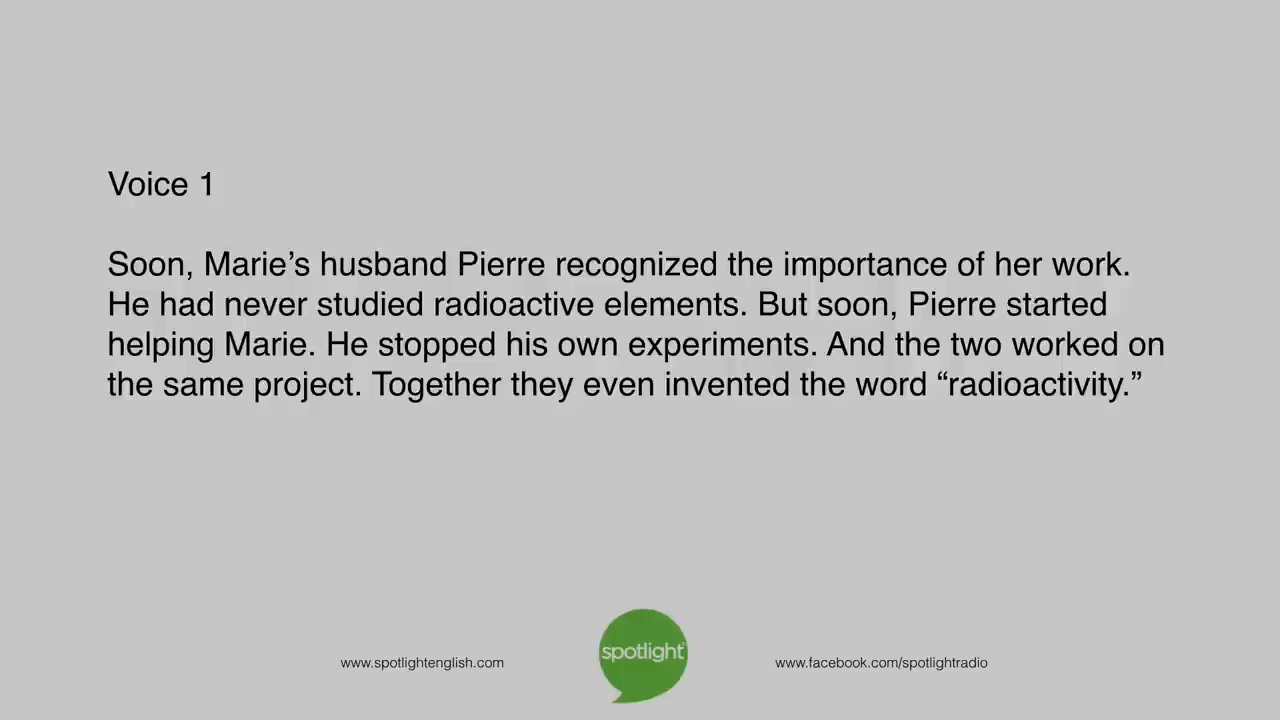 Voice 1
Soon, Marie’s husband Pierre recognized the importance of her work.
He had never studied radioactive elements. But soon, Pierre started
helping Marie. He stopped his own experiments. And the two worked on
the same project. Together they even invented the word “radioactivity.”
www.spotlightenglish.com
spotlight
www.facebook.com/spotlightradio